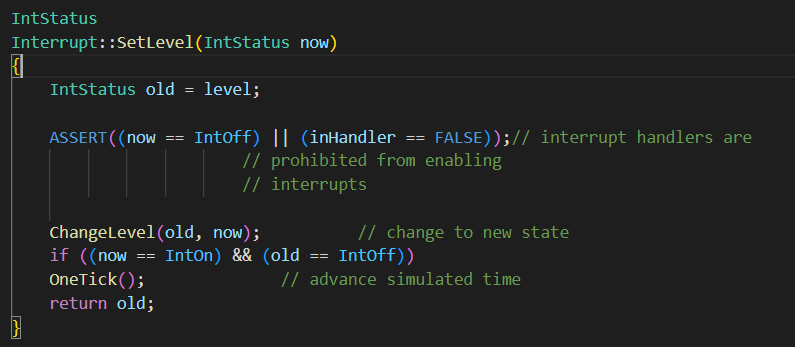 IntStatus
Interrupt::SetLevel(IntStatus now)
{
IntStatus old = level;
ASSERT((now == IntOff) || (inHandler == FALSE));// interrupt handlers are
// prohibited from enabling
// interrupts
ChangeLevel(old, now); // change to new state
if ((now == IntOn) && (old == IntOff))
OneTick(); // advance simulated time
return old;
}